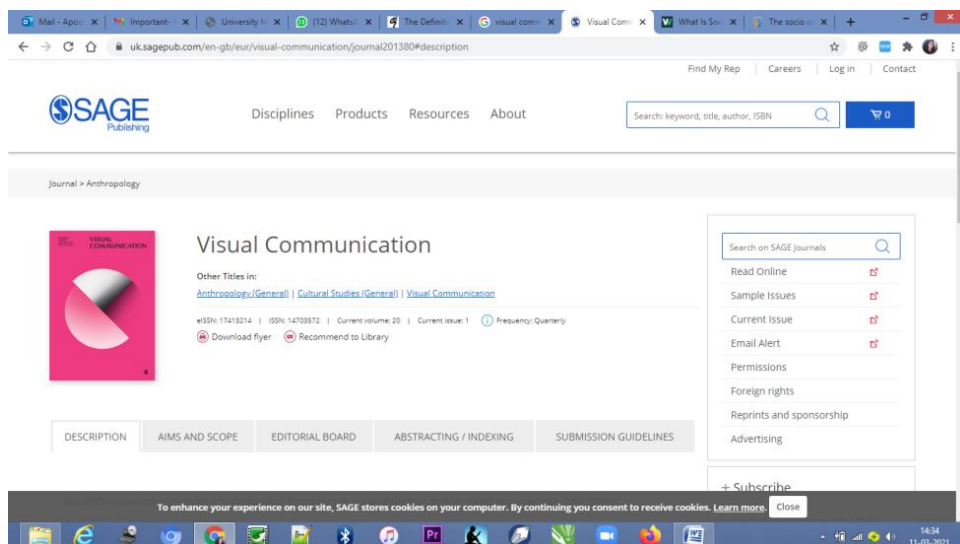 Mail - Apoo
Important-
University
(12) Whats
The Definit
visual com
Visual Com
What Is Soc
The socio c
uk.sagepub.com/en-gb/eur/visual-communication/journal201380#description
Find My Rep
Careers
Log in
Contact
SAGE
Publishing
Disciplines
Products
Resources
About
Search: keyword, title, author, ISBN
0
Journal > Anthropology
VISUAL
COMMUNICATION
Visual Communication
Other Titles in:
Anthropology (General) | Cultural Studies (General) | Visual Communication
eISSN: 17413214 | ISSN: 14703572 | Current volume: 20 | Current issue: 1 Frequency: Quarterly
Download flyer Recommend to Library
Search on SAGE Journals
Read Online
Sample Issues
Current Issue
Email Alert
Permissions
Foreign rights
Reprints and sponsorship
Advertising
DESCRIPTION
AIMS AND SCOPE
EDITORIAL BOARD
ABSTRACTING / INDEXING
SUBMISSION GUIDELINES
+ Subscribe
To enhance your experience on our site, SAGE stores cookies on your computer. By continuing you consent to receive cookies. Learn more. Close
Pr
14:34
11-03-2021